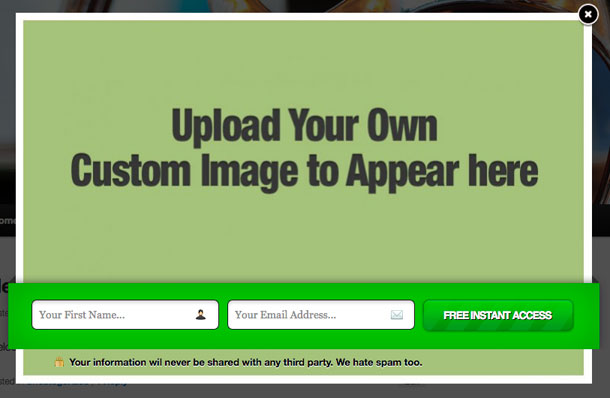 Upload Your Own
Custom Image to Appear here
Your First Name...
Your Email Address...
FREE INSTANT ACCESS
Your information wil never be shared with any third party. We hate spam too.